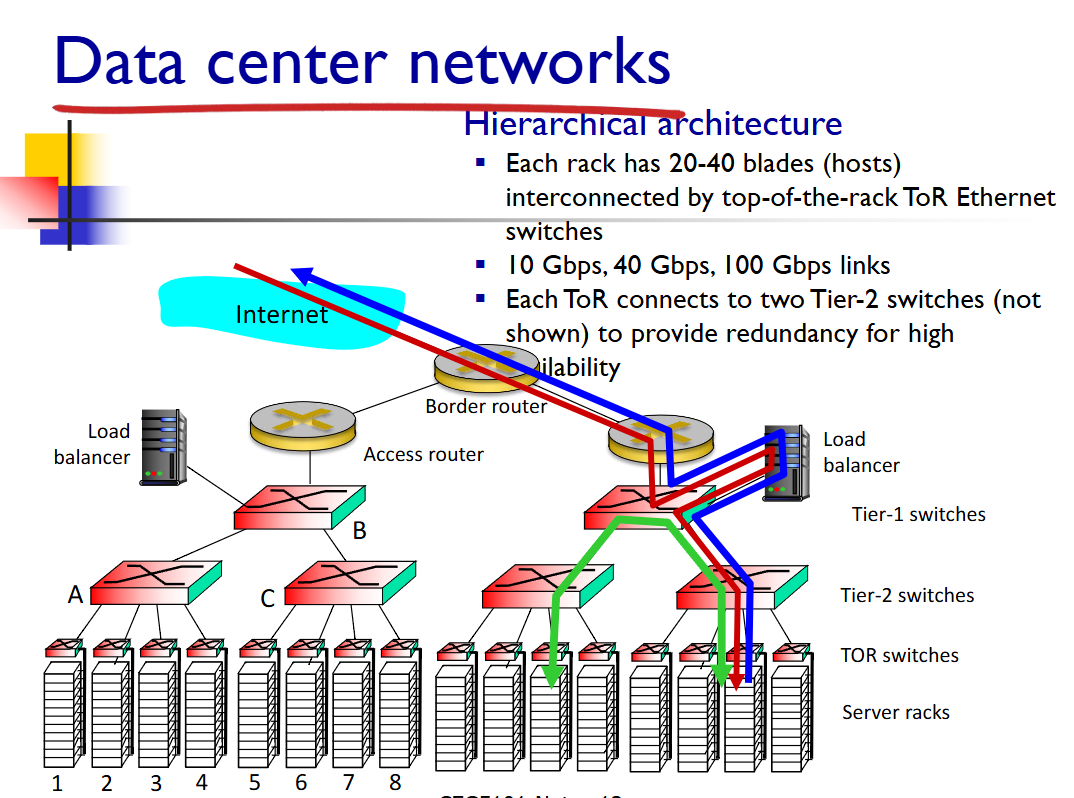 Data center networks
Hierarchical architecture
Each rack has 20-40 blades (hosts)
interconnected by top-of-the-rack ToR Ethernet
switches
10 Gbps, 40 Gbps, 100 Gbps links
Each ToR connects to two Tier-2 switches (not
shown) to provide redundancy for high
Internet
Border router
Load
balancer
Access router
Load
balancer
Tier-1 switches
B
A
C
Tier-2 switches
TOR switches
Server racks
1 2 3 4 5 6 7 8